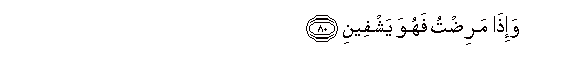 وَإِذَا مَرِضْتُ فَهُوَ يَشْفِينِ ٨٠